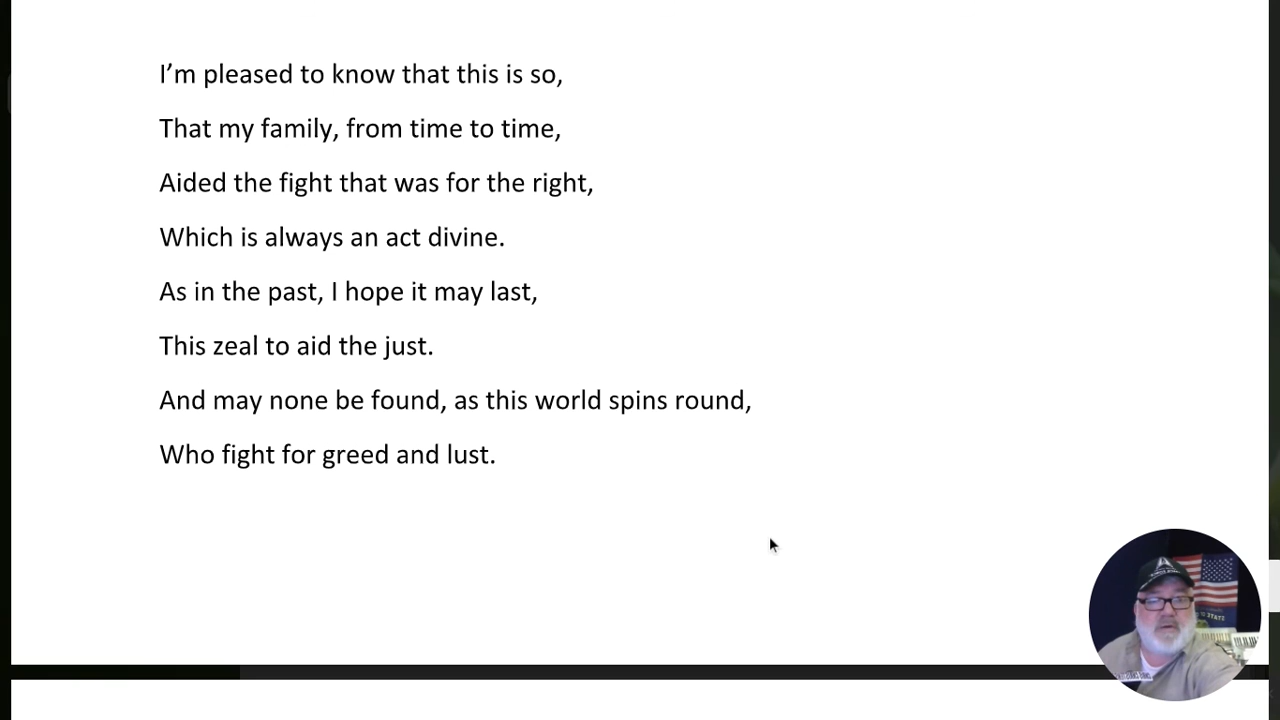 I’m pleased to know that this is so,
That my family, from time to time,
Aided the fight that was for the right,
Which is always an act divine.
As in the past, I hope it may last,
This zeal to aid the just.
And may none be found, as this world spins round,
Who fight for greed and lust.